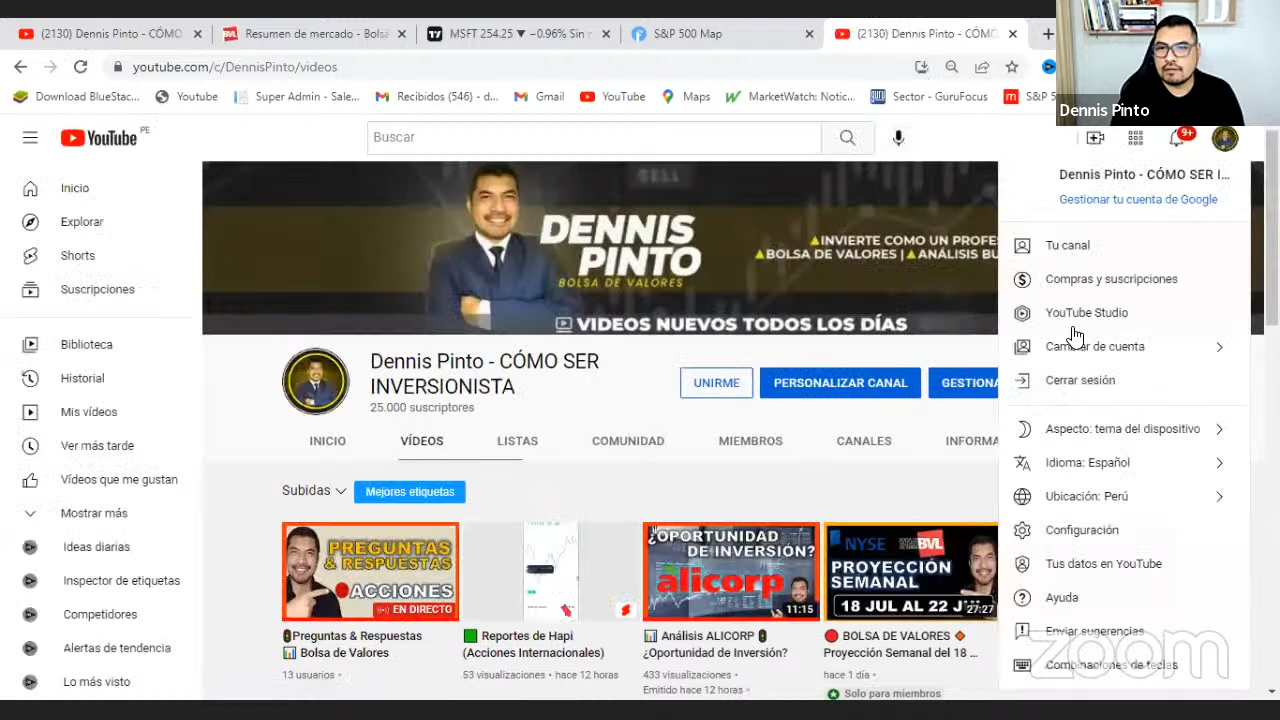 (2130) Dennis Pinto - CÓMO
Resumen de mercado - Bolsa
254.25 ▼ −0.96% Sin
S&P 500 Map
(2130) Dennis Pinto - CÓMO
youtube.com/c/DennisPinto/videos
Download BlueStac...
Youtube
Super Admin - Sale...
Recibidos (546) - d...
Gmail
YouTube
Maps
MarketWatch: Notic...
Sector - GuruFocus
Dennis Pinto
YouTube PE
Buscar
9+
Inicio
Explorar
Shorts
Suscripciones
Biblioteca
Historial
Mis vídeos
Ver más tarde
Vídeos que me gustan
Mostrar más
Ideas diarias
Inspector de etiquetas
Competidores
Alertas de tendencia
Lo más visto
CELL
DENNIS
PINTO
BOLSA DE VALORES
▲INVIERTE COMO UN PROFE
▲BOLSA DE VALORES | ▲ANÁLISIS BU
VIDEOS NUEVOS TODOS LOS DÍAS
Dennis Pinto - CÓMO SER
INVERSIONISTA
25.000 suscriptores
UNIRME
PERSONALIZAR CANAL
GESTIONA
INICIO
VÍDEOS
LISTAS
COMUNIDAD
MIEMBROS
CANALES
INFORMA
Subidas
Mejores etiquetas
PREGUNTAS
& RESPUESTAS
ACCIONES
EN DIRECTO
Preguntas & Respuestas
Bolsa de Valores
13 usuarios •
Reportes de Hapi
(Acciones Internacionales)
53 visualizaciones • hace 12 horas
¿OPORTUNIDAD
DE INVERSIÓN?
alicorp
11:15
Análisis ALICORP
¿Oportunidad de Inversión?
433 visualizaciones •
Emitido hace 12 horas •
NYSE BVL
PROYECCIÓN
SEMANAL
18 JUL AL 22
27:27
BOLSA DE VALORES
Proyección Semanal del 18 ...
hace 1 día •
Solo para miembros
Dennis Pinto - CÓMO SER I...
Gestionar tu cuenta de Google
Tu canal
Compras y suscripciones
YouTube Studio
Cambiar de cuenta
Cerrar sesión
Aspecto: tema del dispositivo
Idioma: Español
Ubicación: Perú
Configuración
Tus datos en YouTube
Ayuda
Enviar sugerencias
Combinaciones de teclas
zoom